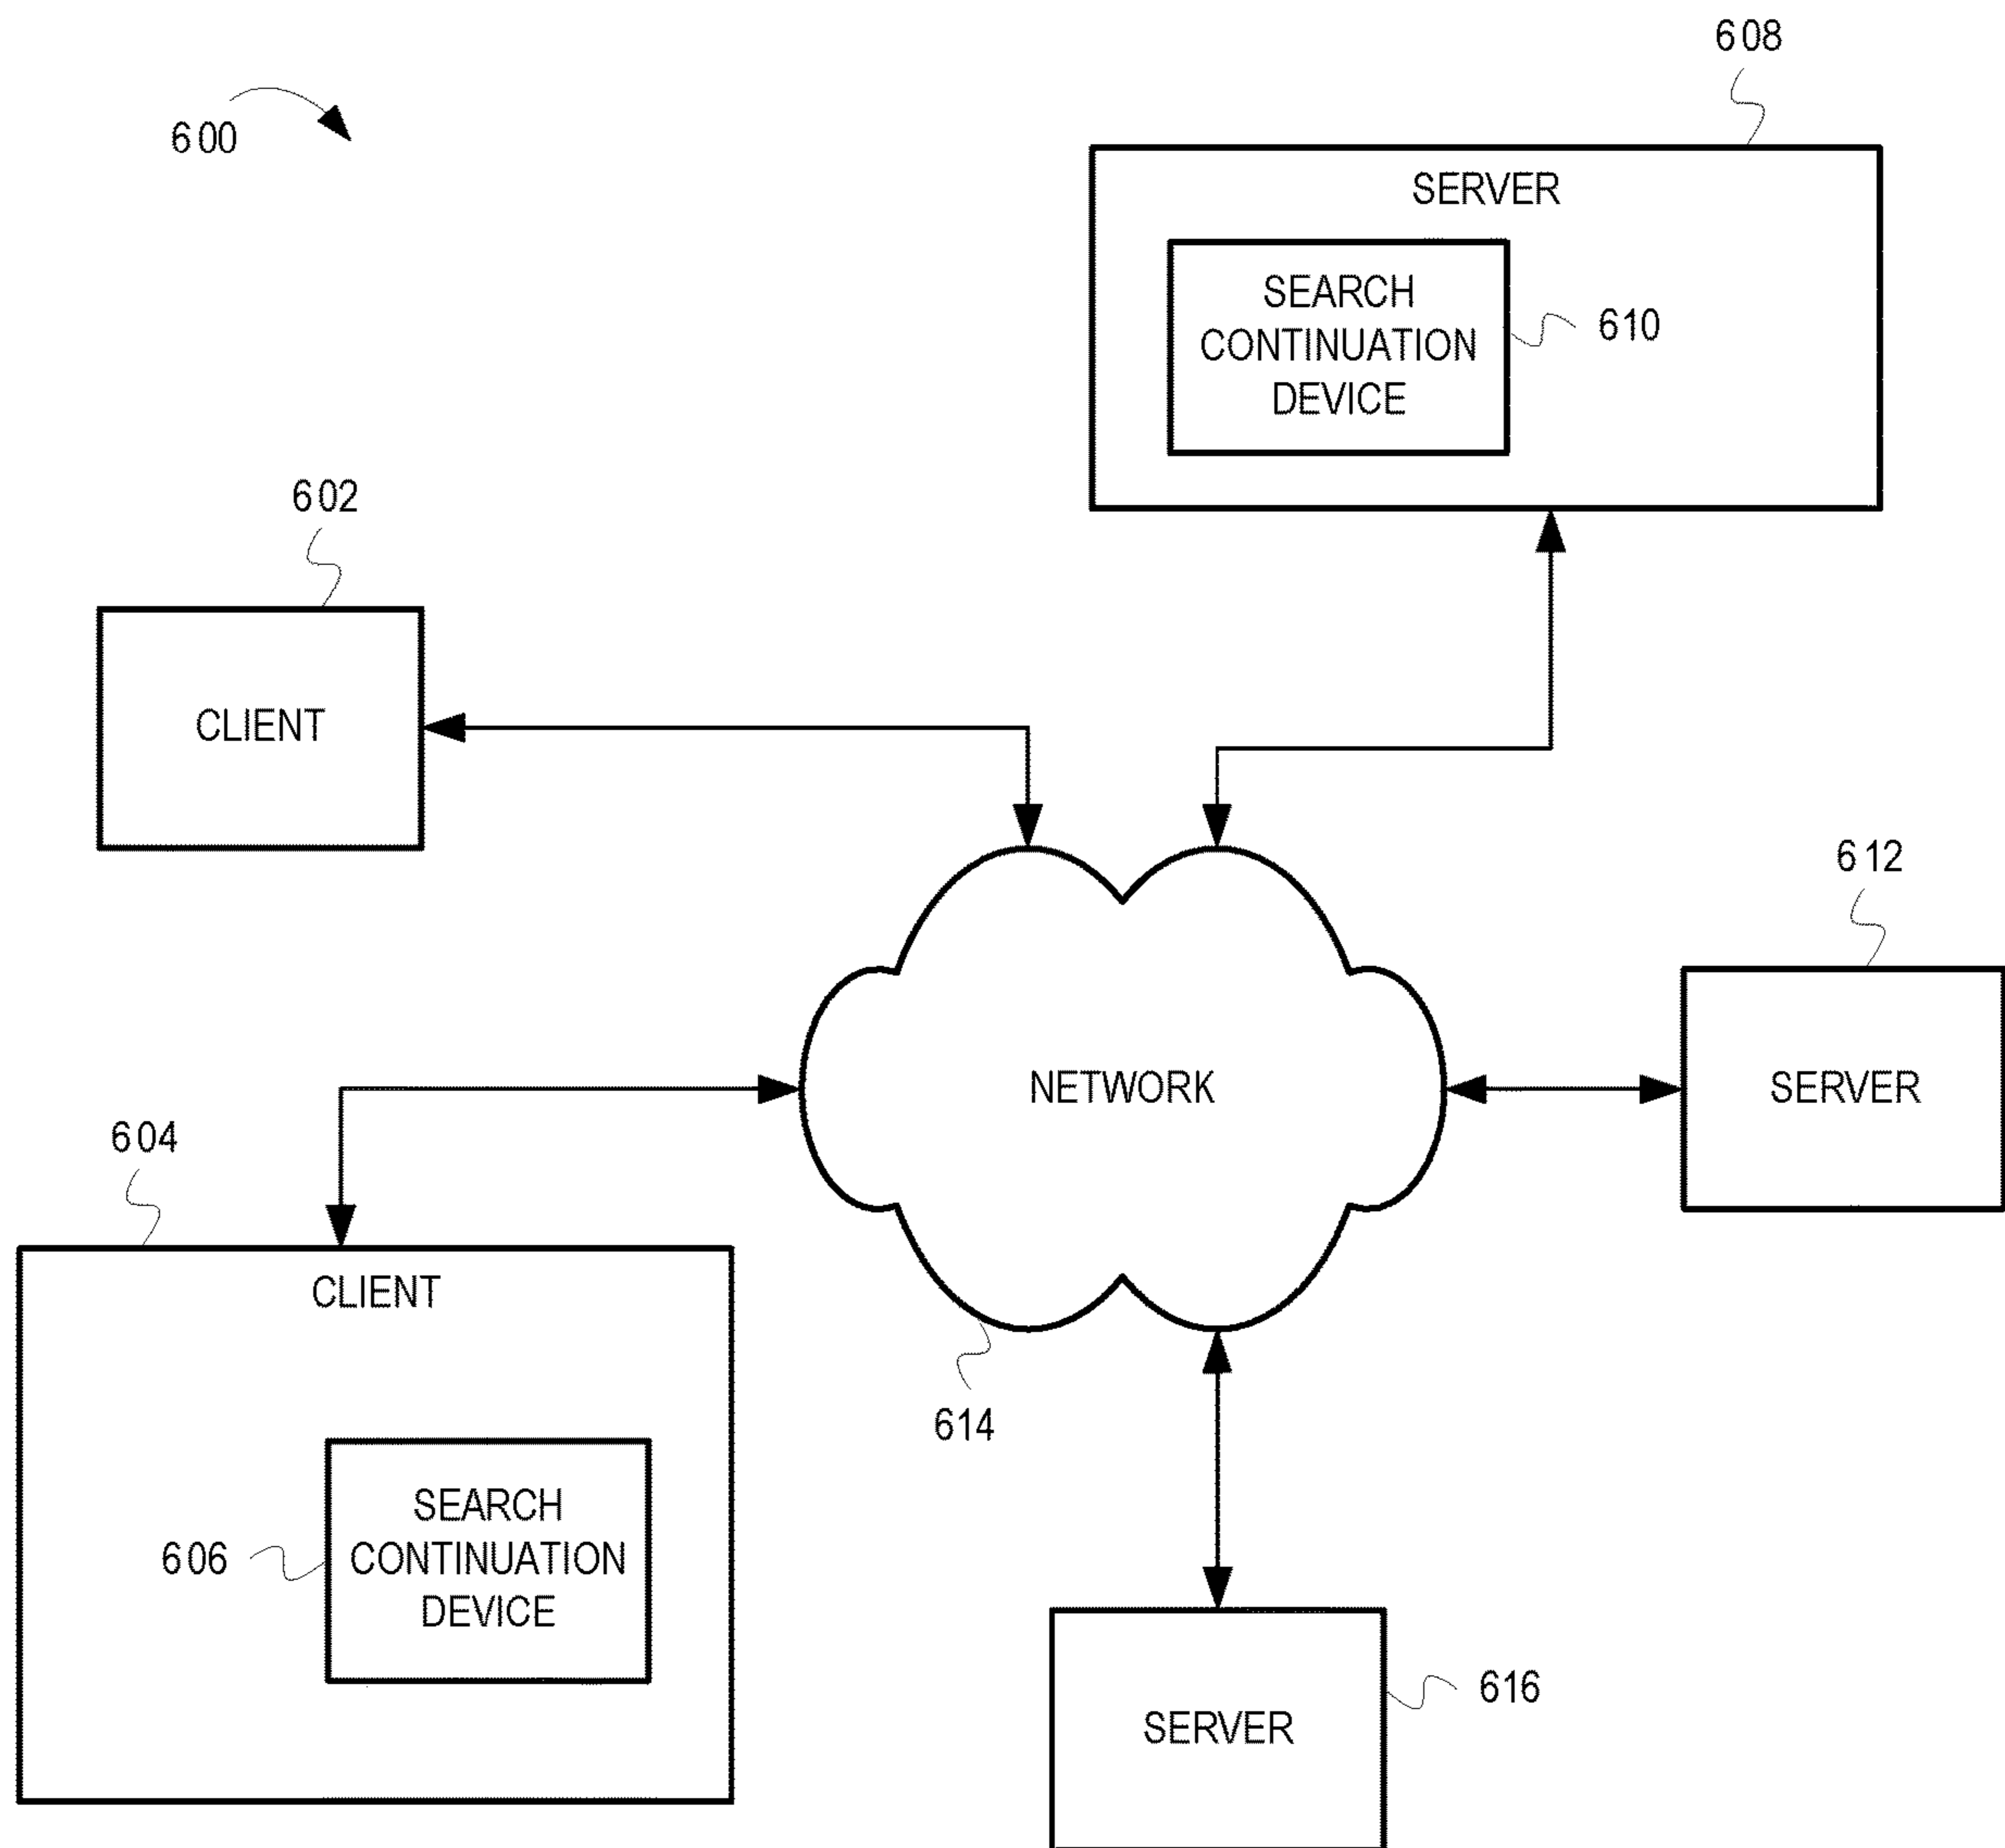 608
600
SERVER
SEARCH
CONTINUATION
DEVICE
610
602
CLIENT
612
NETWORK
SERVER
604
CLIENT
614
SEARCH
CONTINUATION
DEVICE
606
SERVER
616